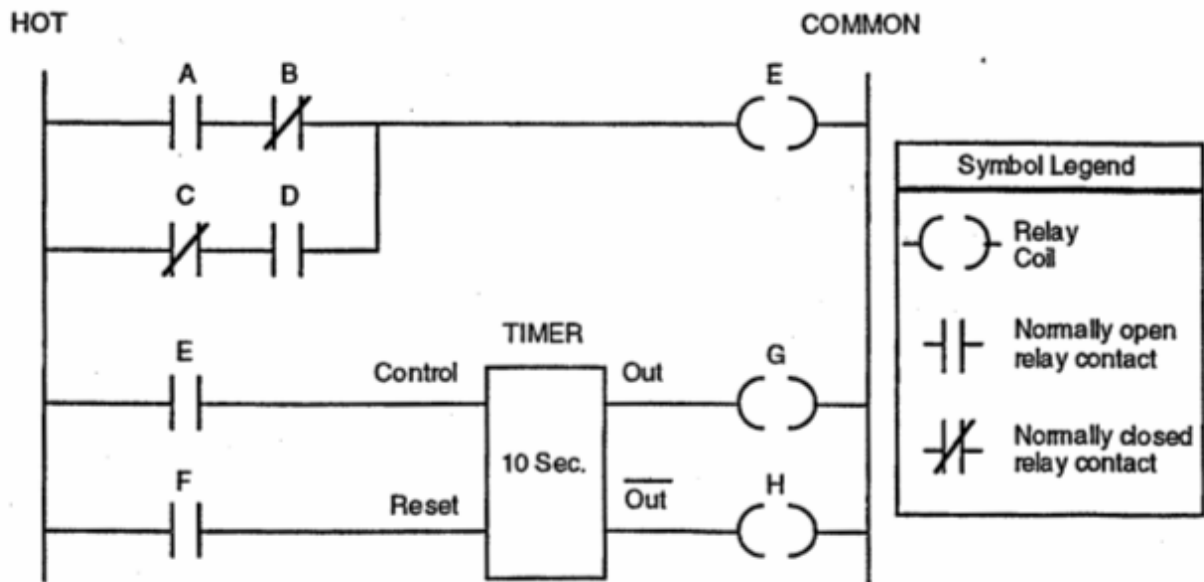 HOT
COMMON
A
B
E
C
D
Symbol Legend
Relay
Coil
Normally open
relay contact
Normally closed
relay contact
TIMER
E
Control
Out
G
10 Sec.
F
Reset
Out
H